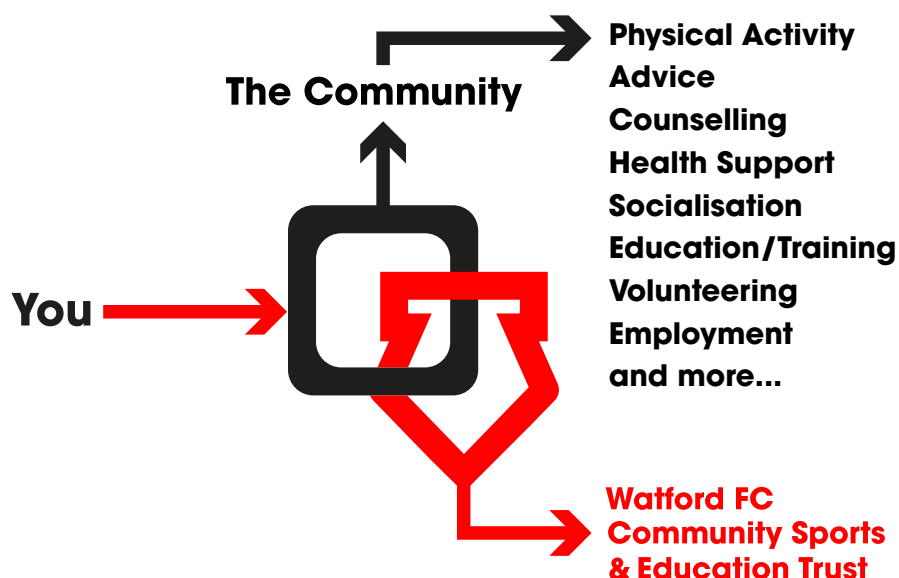 Physical Activity
The Community
Advice
Counselling
Health Support
Socialisation
Education/Training
Volunteering
You
Employment
and more...
Watford FC
Community Sports
& Education Trust